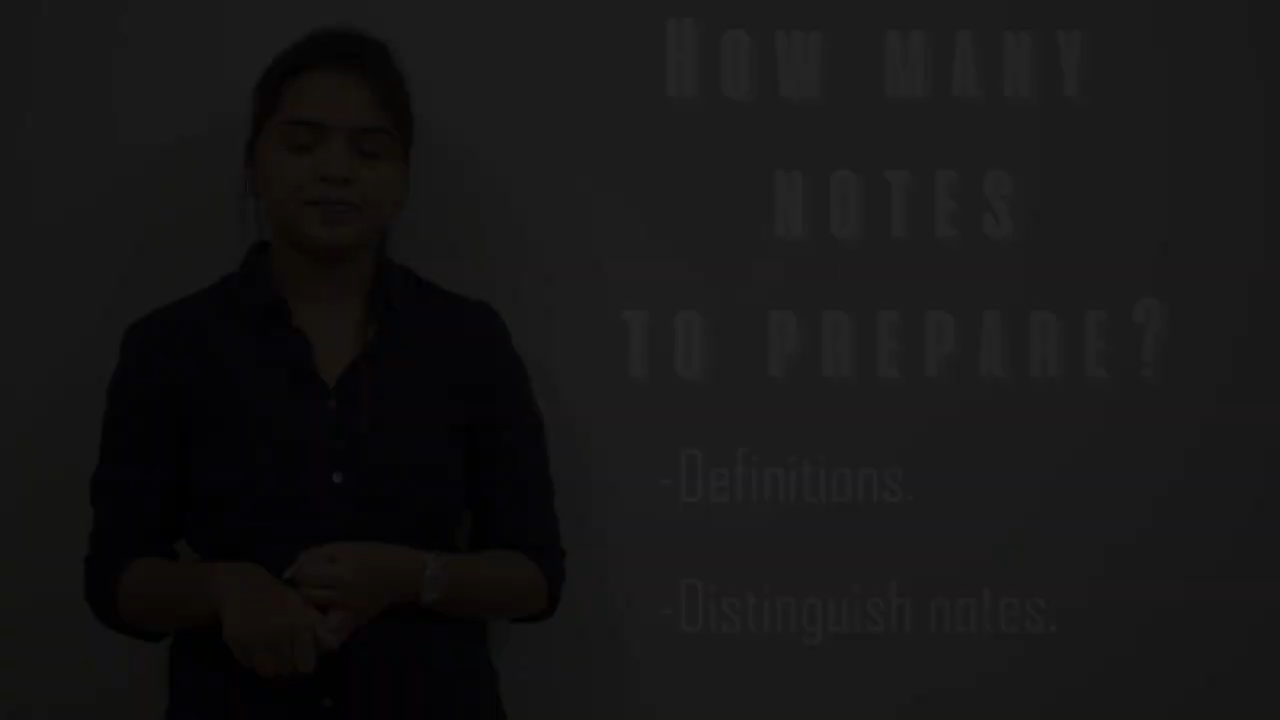 How many
notes
to prepare?
-Definitions.
-Distinguish notes.